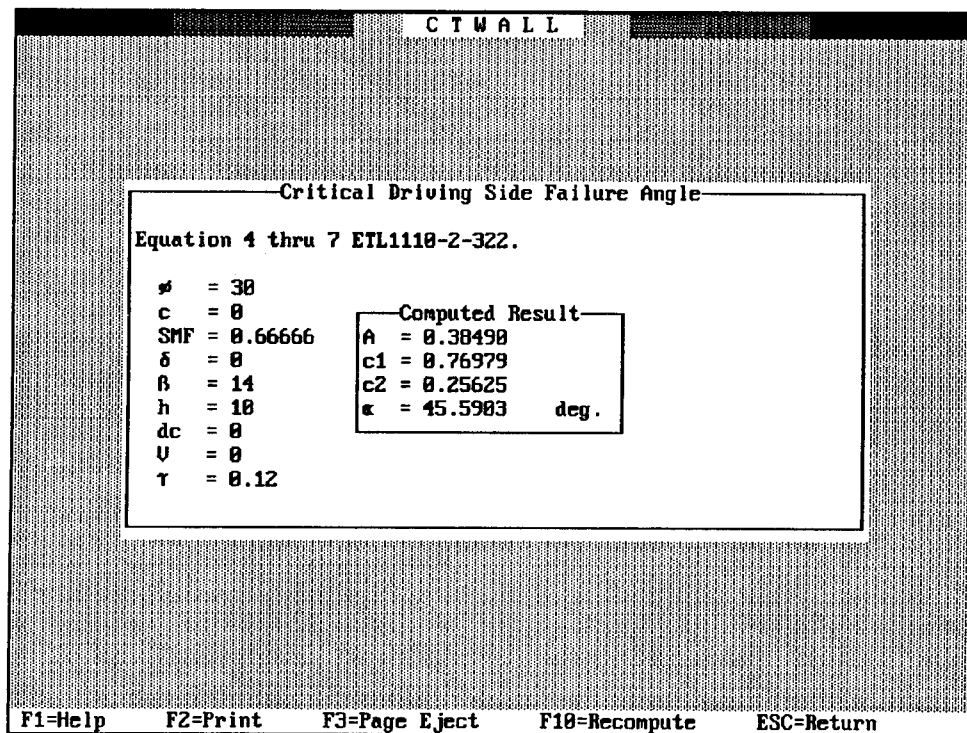 C T W A L L
Critical Driving Side Failure Angle
Equation 4 thru 7 ETL1110-2-322.
ø = 30
c = 0
SMF = 0.66666
δ = 0
β = 14
h = 10
dc = 0
V = 0
γ = 0.12
Computed Result
A = 0.38490
c1 = 0.76979
c2 = 0.25625
α = 45.5903 deg.
F1=Help F2=Print F3=Page Eject F10=Recompute ESC=Return